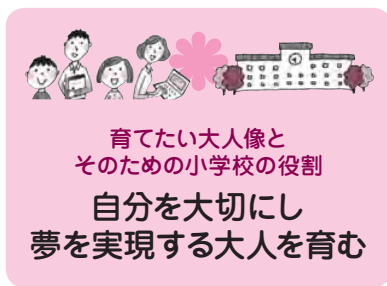 育てたい大人像と
そのための小学校の役割
自分を大切にし
夢を実現する大人を育む